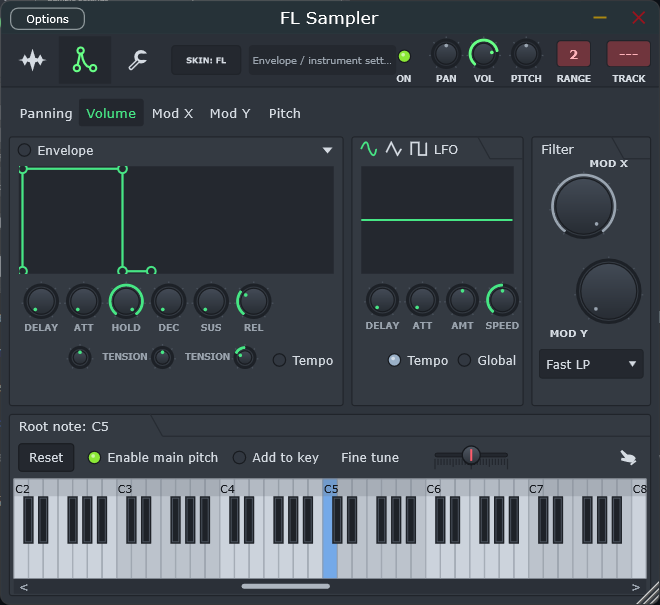 Options
FL Sampler
SKIN: FL
Envelope / instrument sett...
ON
PAN
VOL
PITCH
2
RANGE
---
TRACK
Panning
Volume
Mod X
Mod Y
Pitch
Envelope
DELAY
ATT
HOLD
DEC
SUS
REL
TENSION
TENSION
Tempo
LFO
DELAY
ATT
AMT
SPEED
Tempo
Global
Filter
MOD X
MOD Y
Fast LP
Root note: C5
Reset
Enable main pitch
Add to key
Fine tune
C2
C3
C4
C5
C6
C7
C8
<
>